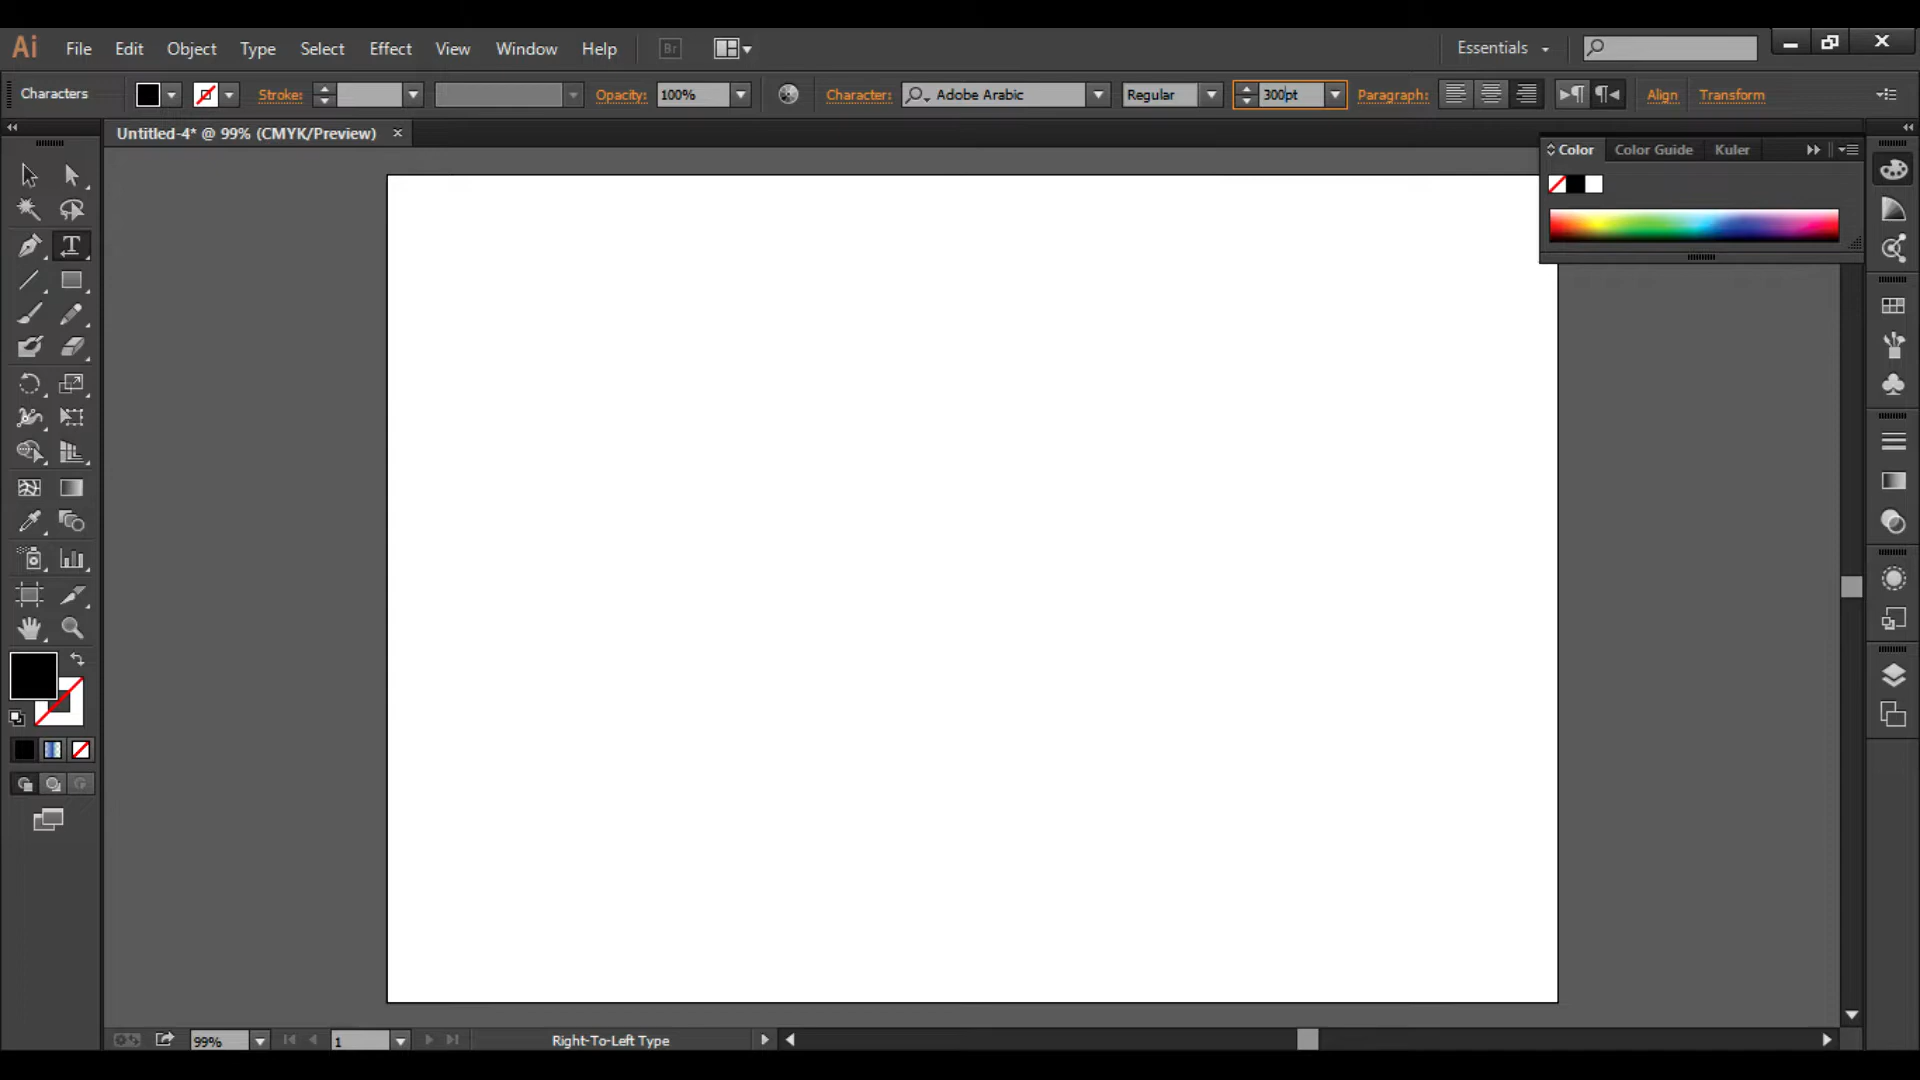 Ai File Edit Object Type Select Effect View Window Help Br Essentials
Characters Stroke: Opacity: 100% Character: Adobe Arabic Regular 300pt Paragraph: Align Transform
Untitled-4* @ 99% (CMYK/Preview)
Color Color Guide Kuler
99% 1 Right-To-Left Type